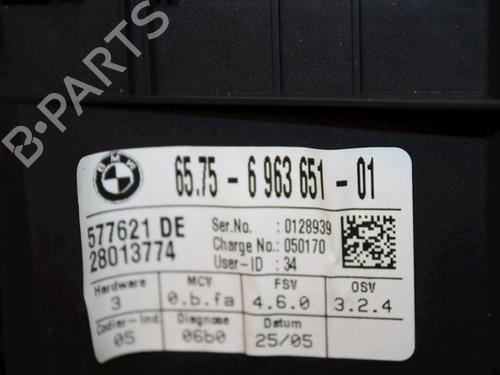 B-PARTS
BMW
65.75 - 6 963 651 - 01
577621 DE
28013774
Ser.No. : 0128939
Charge No.: 050170
User-ID : 34
Hardware MCV FSV OSV
3 0.b.fa 4.6.0 3.2.4
Codier-Ind. Diagnose Datum
05 06b0 25/05